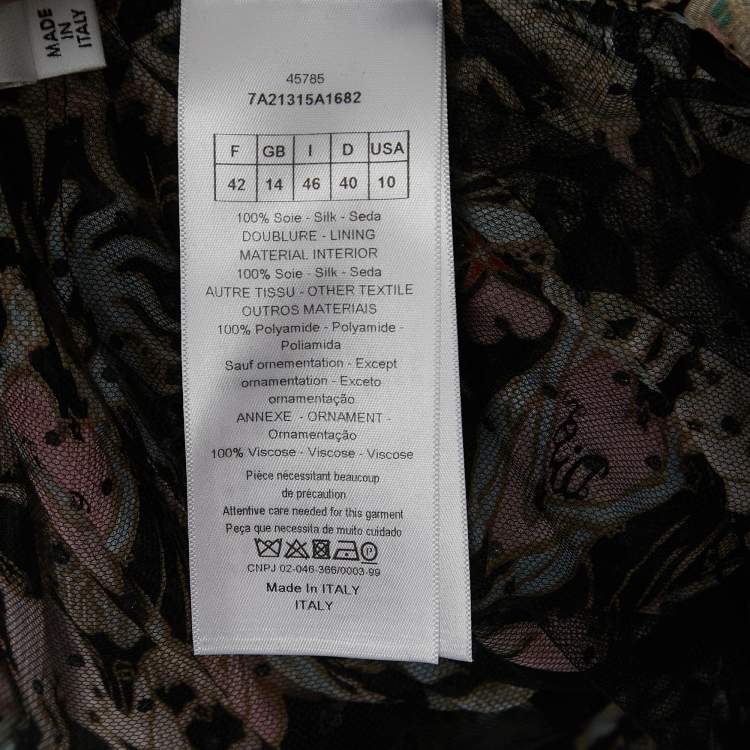 MADE
IN
ITALY
45785
7A21315A1682
F GB I D USA
42 14 46 40 10
100% Soie - Silk - Seda
DOUBLURE - LINING
MATERIAL INTERIOR
100% Soie - Silk - Seda
AUTRE TISSU - OTHER TEXTILE
OUTROS MATERIAIS
100% Polyamide - Polyamide -
Poliamida
Sauf ornementation - Except
ornamentation - Exceto
ornamentação
ANNEXE - ORNAMENT -
Ornamentação
100% Viscose - Viscose - Viscose
Pièce nécessitant beaucoup
de précaution
Attentive care needed for this garment
Peça que necessita de muito cuidado
P
CNPJ 02-046-366/0003-99
Made In ITALY
ITALY